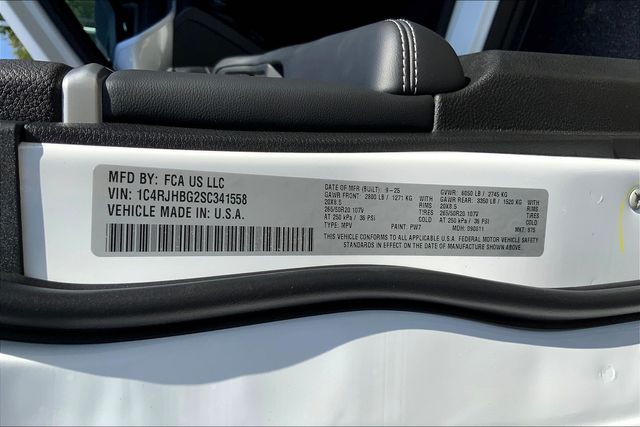 MFD BY: FCA US LLC
VIN: 1C4RJHBG2SC341558
VEHICLE MADE IN: U.S.A.
DATE OF MFR (BUILT): 9-25
GVWR: 6050 LB / 2745 KG
GAWR FRONT: 2800 LB / 1271 KG
GAWR REAR: 3350 LB / 1520 KG
20X8.5 RIMS
20X8.5 RIMS
265/50R20 107V TIRES
265/50R20 107V TIRES
AT 250 kPa / 36 PSI COLD
AT 250 kPa / 36 PSI COLD
TYPE: MPV PAINT: PW7 MDH: 090011 MKT: 875
THIS VEHICLE CONFORMS TO ALL APPLICABLE U.S.A. FEDERAL MOTOR VEHICLE SAFETY
STANDARDS IN EFFECT ON THE DATE OF MANUFACTURE SHOWN ABOVE.